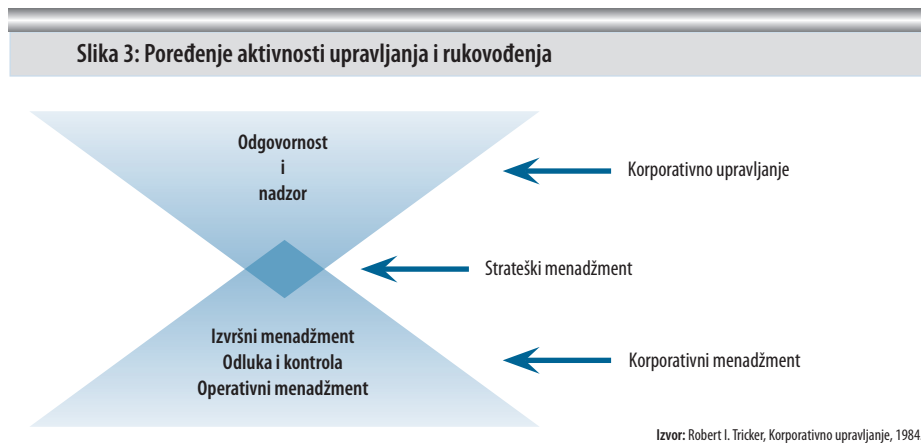 Slika 3: Poređenje aktivnosti upravljanja i rukovođenja
Odgovornost
i
nadzor
Korporativno upravljanje
Strateški menadžment
Izvršni menadžment
Odluka i kontrola
Operativni menadžment
Korporativni menadžment
Izvor: Robert I. Tricker, Korporativno upravljanje, 1984